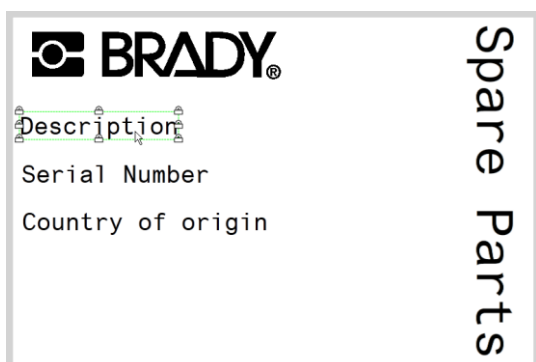 BRADY®
Description
Serial Number
Country of origin
Spare Parts